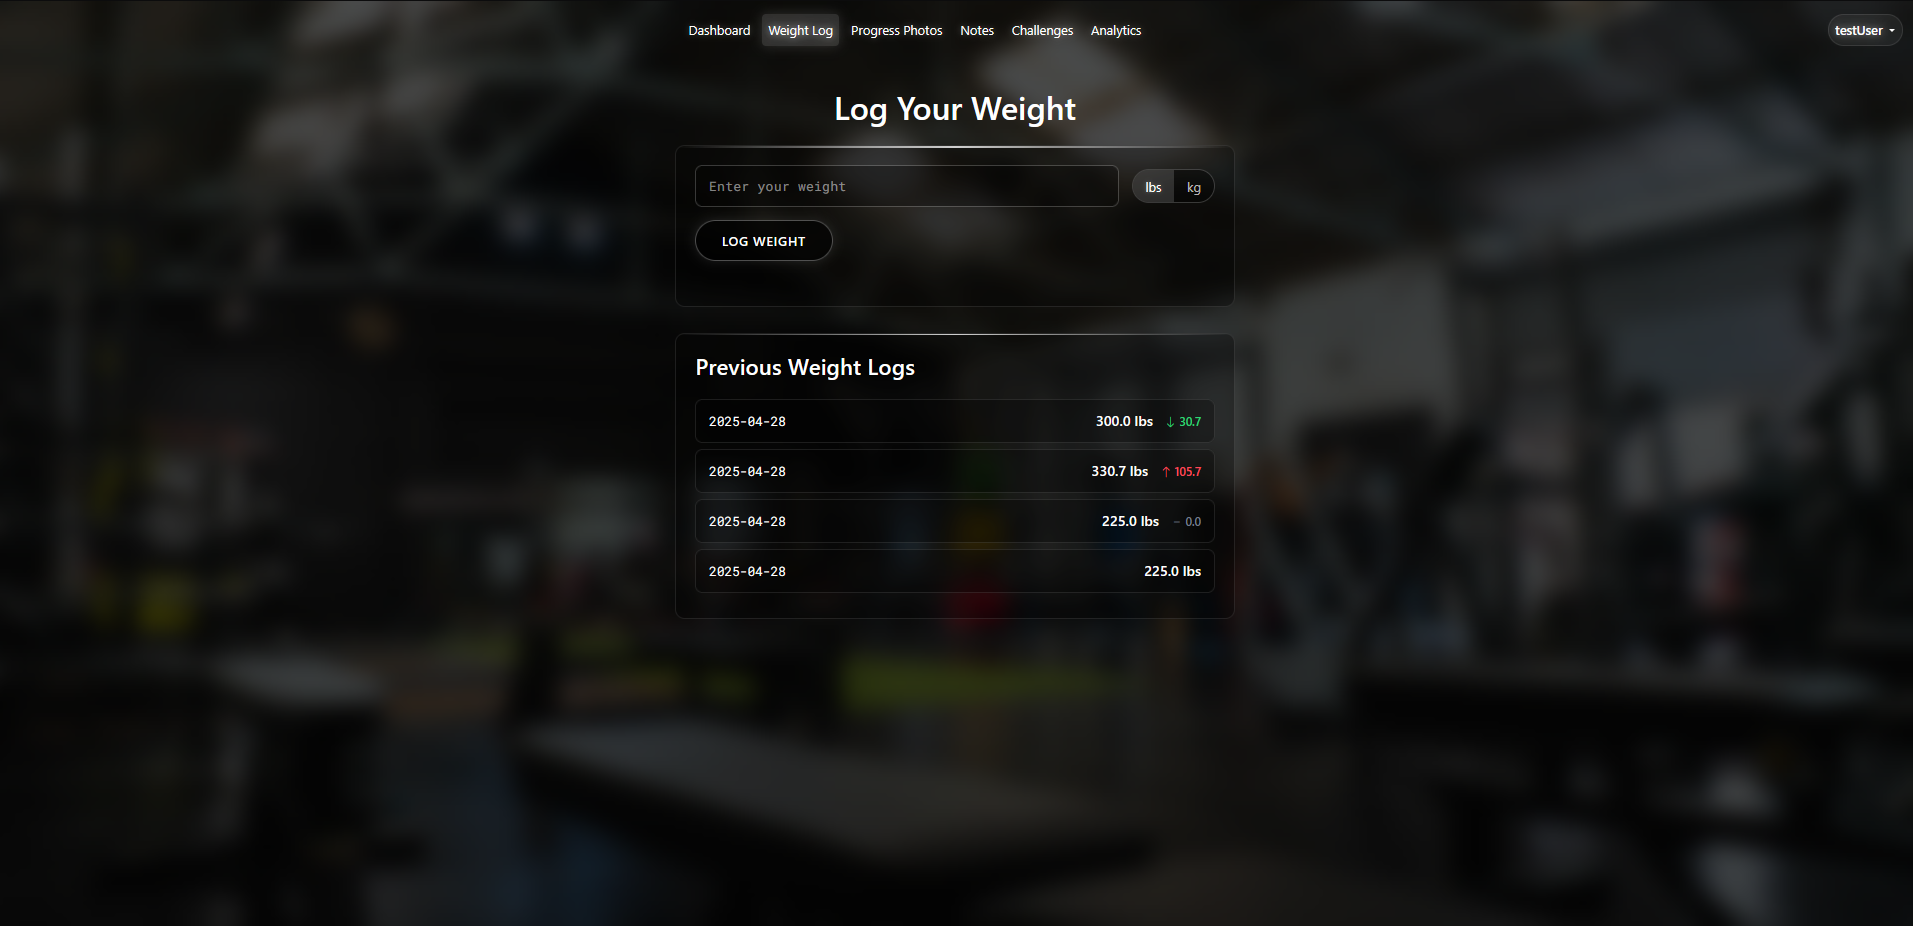 Dashboard Weight Log Progress Photos Notes Challenges Analytics testUser
Log Your Weight
Enter your weight lbs kg
LOG WEIGHT
Previous Weight Logs
2025-04-28 300.0 lbs ↓ 30.7
2025-04-28 330.7 lbs ↑ 105.7
2025-04-28 225.0 lbs − 0.0
2025-04-28 225.0 lbs